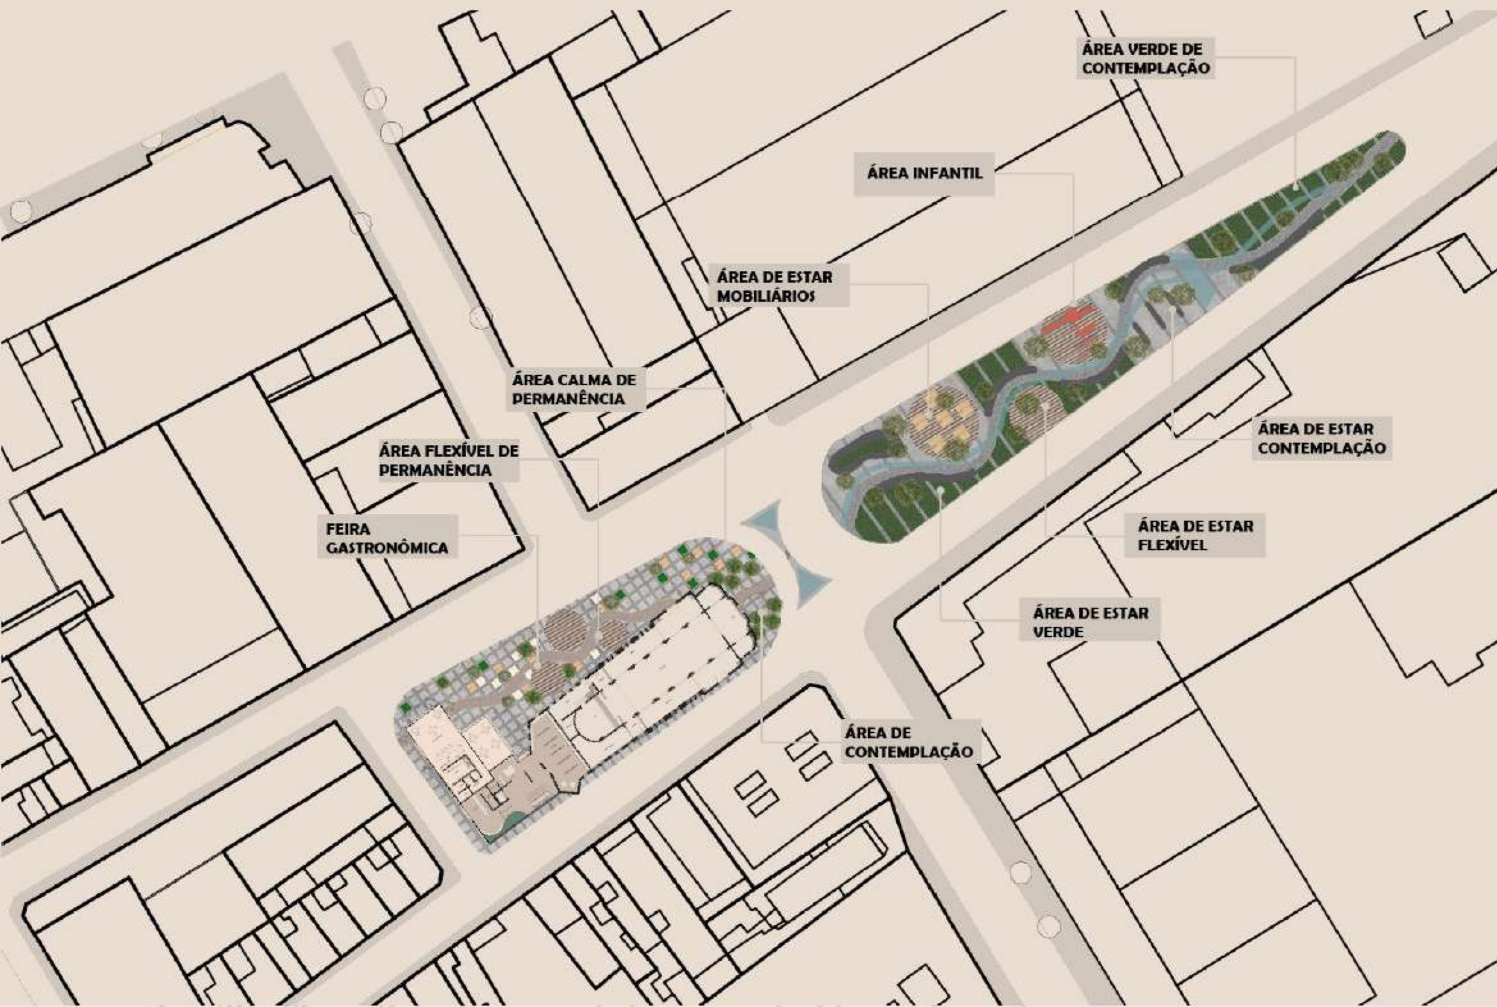 ÁREA VERDE DE
CONTEMPLAÇÃO
ÁREA INFANTIL
ÁREA DE ESTAR
MOBILIÁRIOS
ÁREA CALMA DE
PERMANÊNCIA
ÁREA FLEXÍVEL DE
PERMANÊNCIA
FEIRA
GASTRONÔMICA
ÁREA DE ESTAR
CONTEMPLAÇÃO
ÁREA DE ESTAR
FLEXÍVEL
ÁREA DE ESTAR
VERDE
ÁREA DE
CONTEMPLAÇÃO